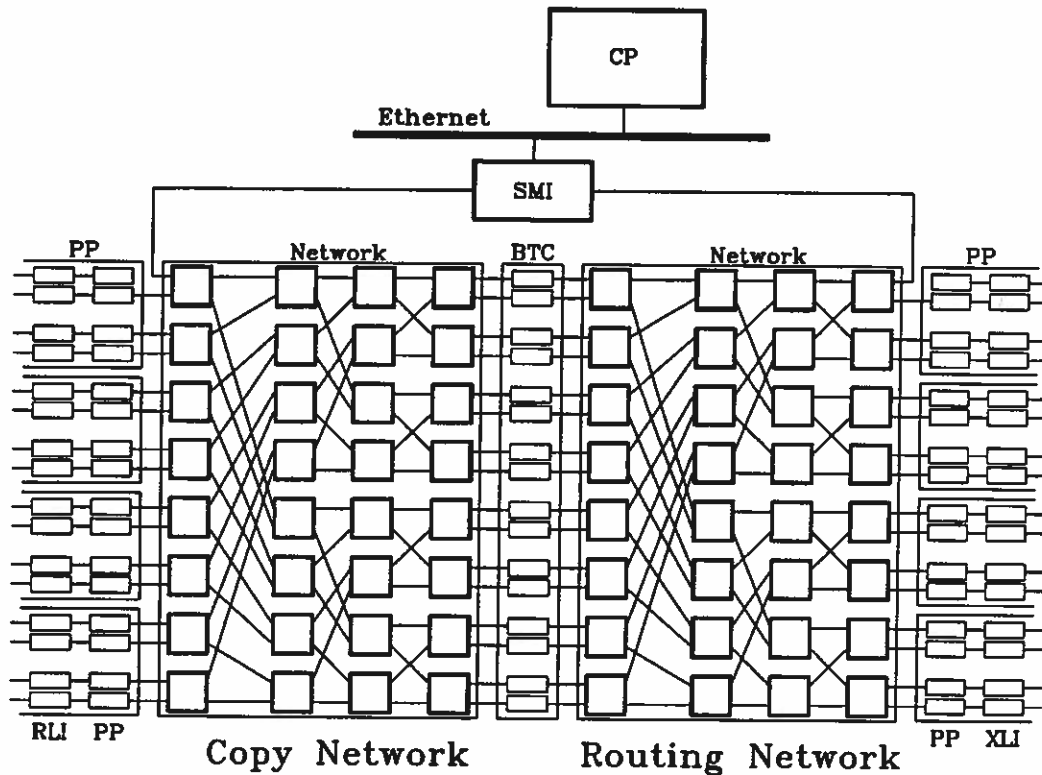 CP
Ethernet
SMI
PP
Network
BTC
Network
PP
RLI PP
PP XLI
Copy Network
Routing Network